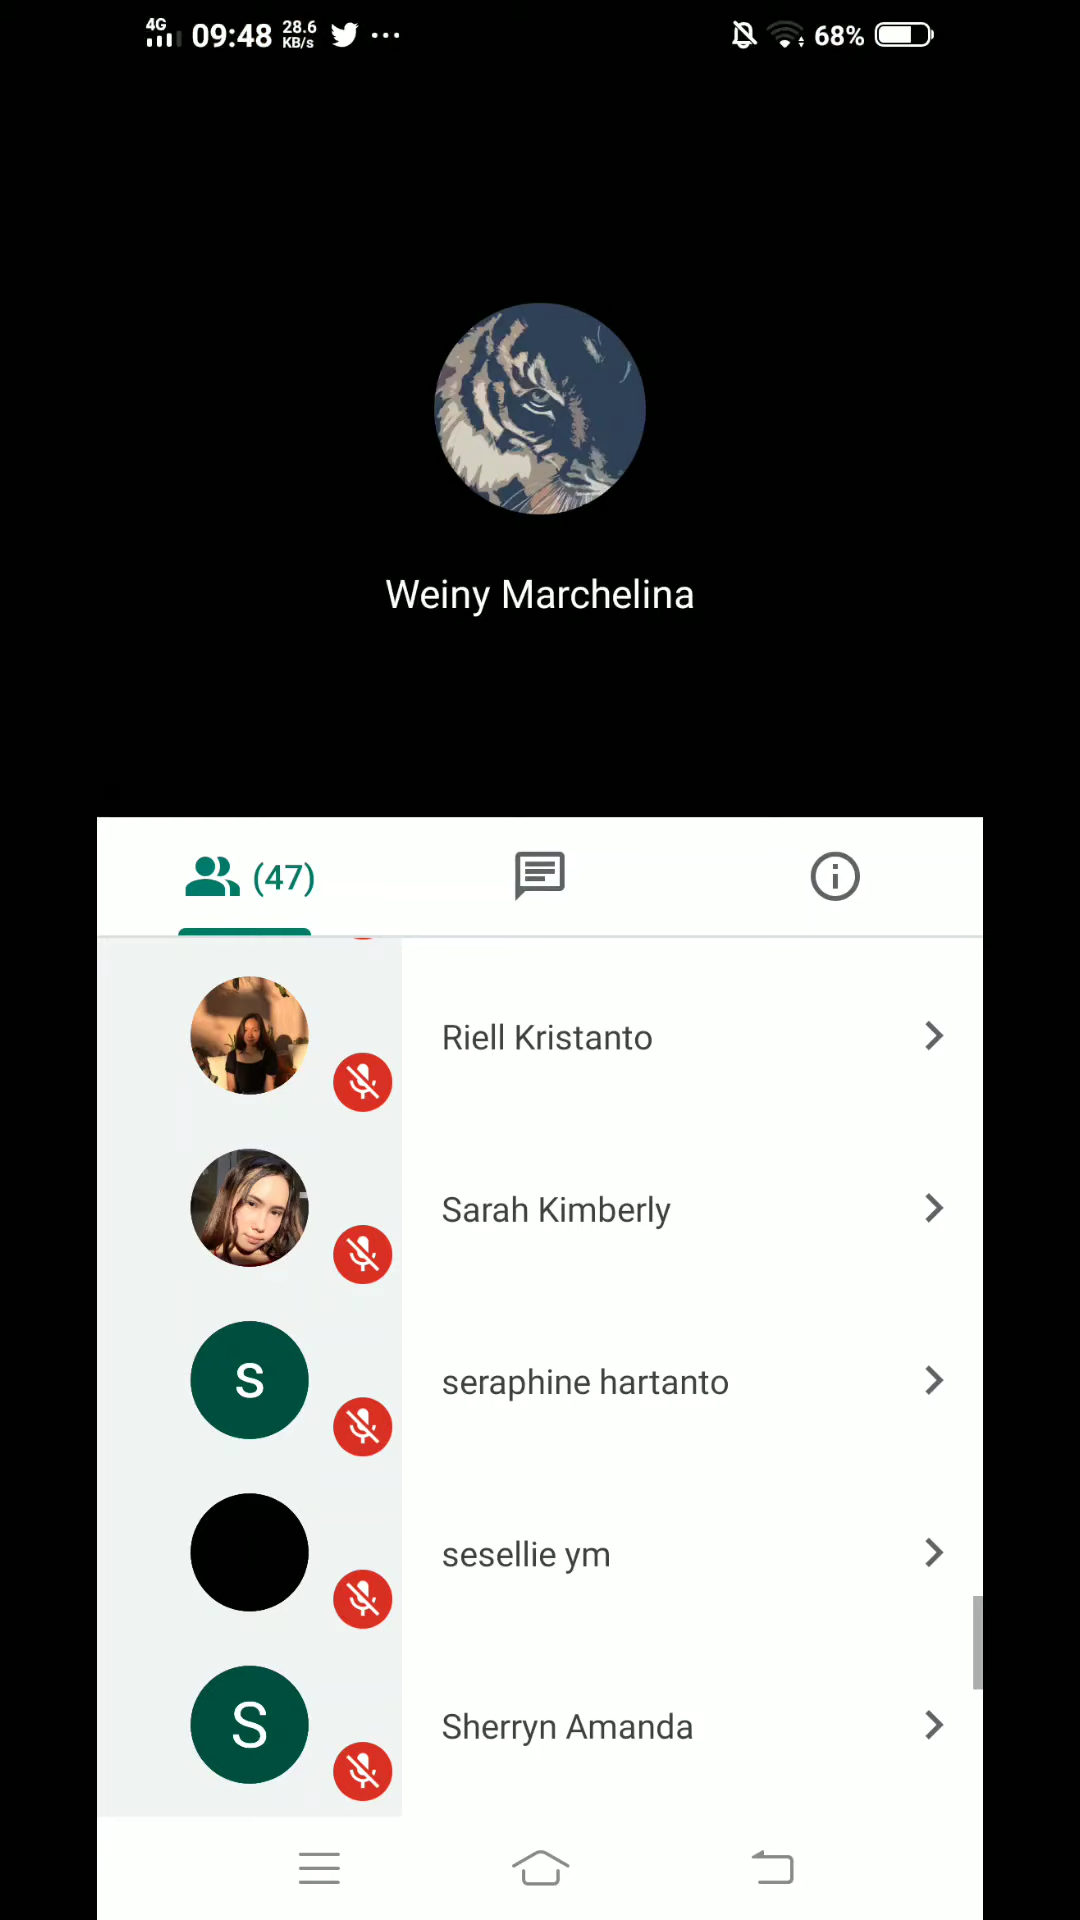 4G 09:48 28.6 KB/s 68%
Weiny Marchelina
(47)
Riell Kristanto
Sarah Kimberly
s seraphine hartanto
sesellie ym
S Sherryn Amanda